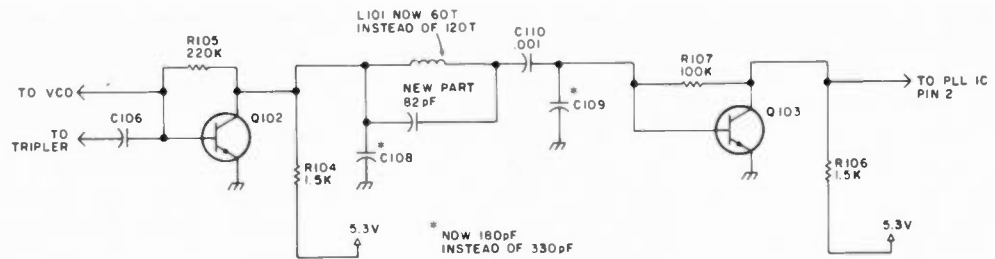 L101 NOW 60T
INSTEAD OF 120T
R105
220K
C110
.001
R107
100K
TO VCO
NEW PART
82pF
*
C109
TO PLL IC
PIN 2
C106
Q102
Q103
TO
TRIPLER
*
C108
R104
1.5K
R106
1.5K
5.3V
* NOW 180pF
INSTEAD OF 330pF
5.3V